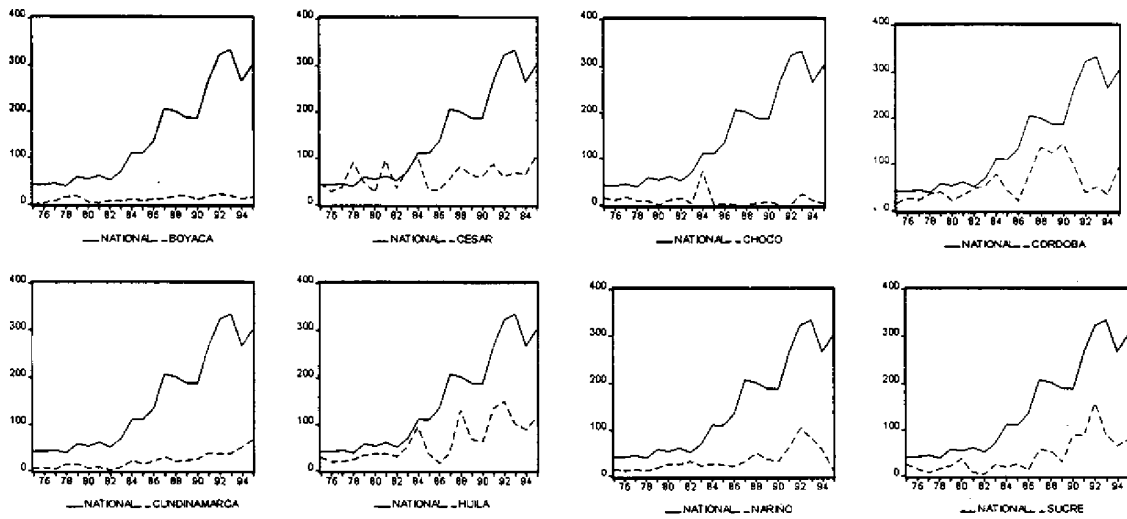 400 400 400 400
300 300 300 300
200 200 200 200
100 100 100 100
0 0 0 0
76 78 80 82 84 86 88 90 92 94 76 78 80 82 84 86 88 90 92 84 76 78 80 82 84 86 88 90 92 94 76 78 80 82 84 86 88 90 92 94
NATIONAL BOYACA NATIONAL CESAR NATIONAL CHOCO NATIONAL CORDOBA
400 400 400 400
300 300 300 300
200 200 200 200
100 100 100 100
0 0 0 0
76 78 80 82 84 86 88 90 92 94 76 78 80 82 84 86 88 90 92 94 76 78 80 82 84 86 88 90 92 94 76 78 80 82 84 86 88 90 92 94
NATIONAL CUNDINAMARCA NATIONAL HUILA NATIONAL NARINO NATIONAL SUCRE